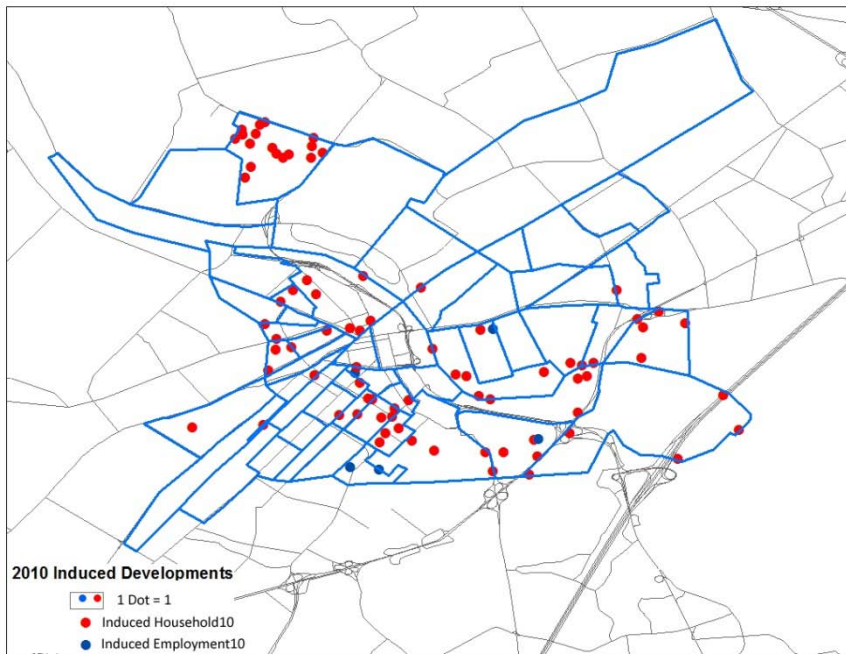 2010 Induced Developments
1 Dot = 1
Induced Household10
Induced Employment10